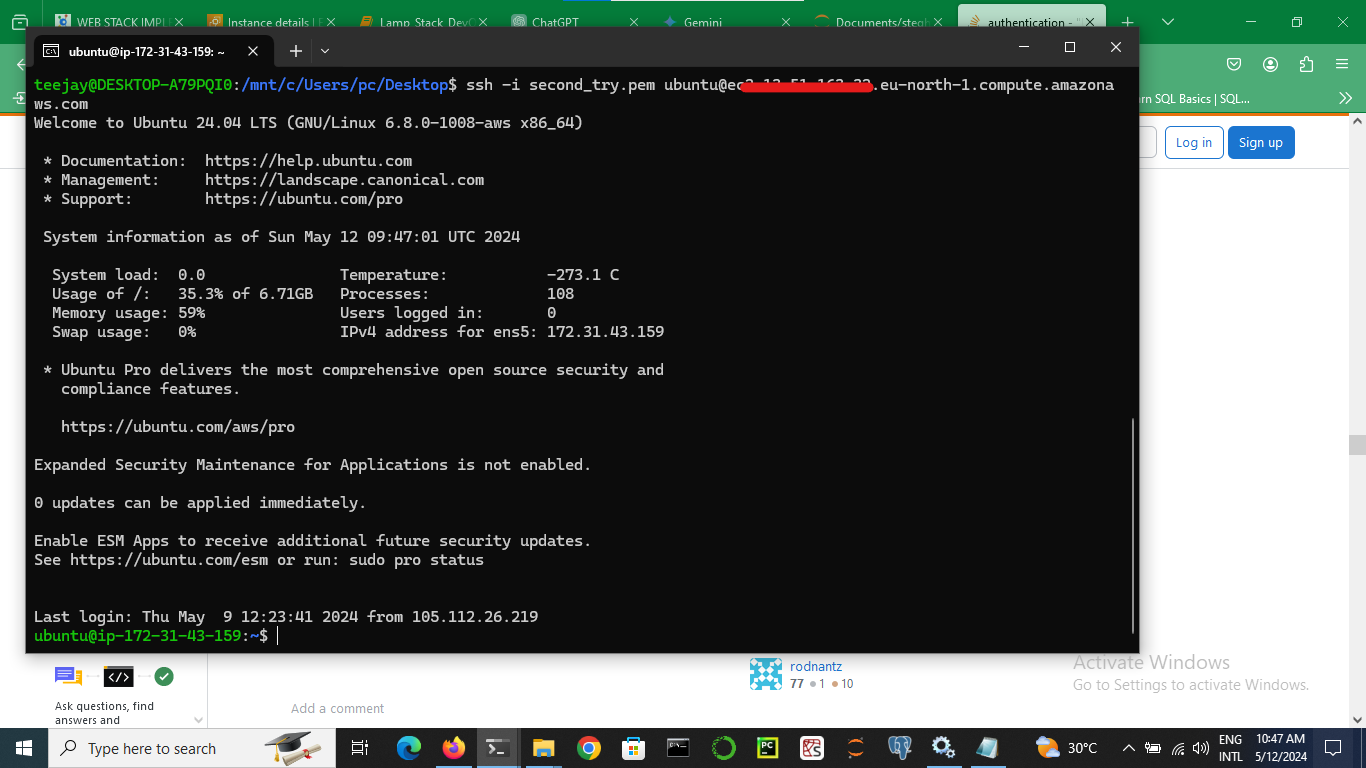 WEB STACK IMPLE
Instance details | E
Lamp_Stack_DevO
ChatGPT
Gemini
Documents/stegh
authentication - "
ubuntu@ip-172-31-43-159: ~
teejay@DESKTOP-A79PQI0:/mnt/c/Users/pc/Desktop$ ssh -i second_try.pem ubuntu@ec .eu-north-1.compute.amazona
ws.com
Welcome to Ubuntu 24.04 LTS (GNU/Linux 6.8.0-1008-aws x86_64)
* Documentation: https://help.ubuntu.com
* Management: https://landscape.canonical.com
* Support: https://ubuntu.com/pro
System information as of Sun May 12 09:47:01 UTC 2024
System load: 0.0 Temperature: -273.1 C
Usage of /: 35.3% of 6.71GB Processes: 108
Memory usage: 59% Users logged in: 0
Swap usage: 0% IPv4 address for ens5: 172.31.43.159
* Ubuntu Pro delivers the most comprehensive open source security and
compliance features.
https://ubuntu.com/aws/pro
Expanded Security Maintenance for Applications is not enabled.
0 updates can be applied immediately.
Enable ESM Apps to receive additional future security updates.
See https://ubuntu.com/esm or run: sudo pro status
Last login: Thu May  9 12:23:41 2024 from 105.112.26.219
ubuntu@ip-172-31-43-159:~$
rn SQL Basics | SQL...
Log in
Sign up
Ask questions, find
answers and
rodnantz
77 1 10
Add a comment
Activate Windows
Go to Settings to activate Windows.
Type here to search
30°C
ENG
INTL
10:47 AM
5/12/2024